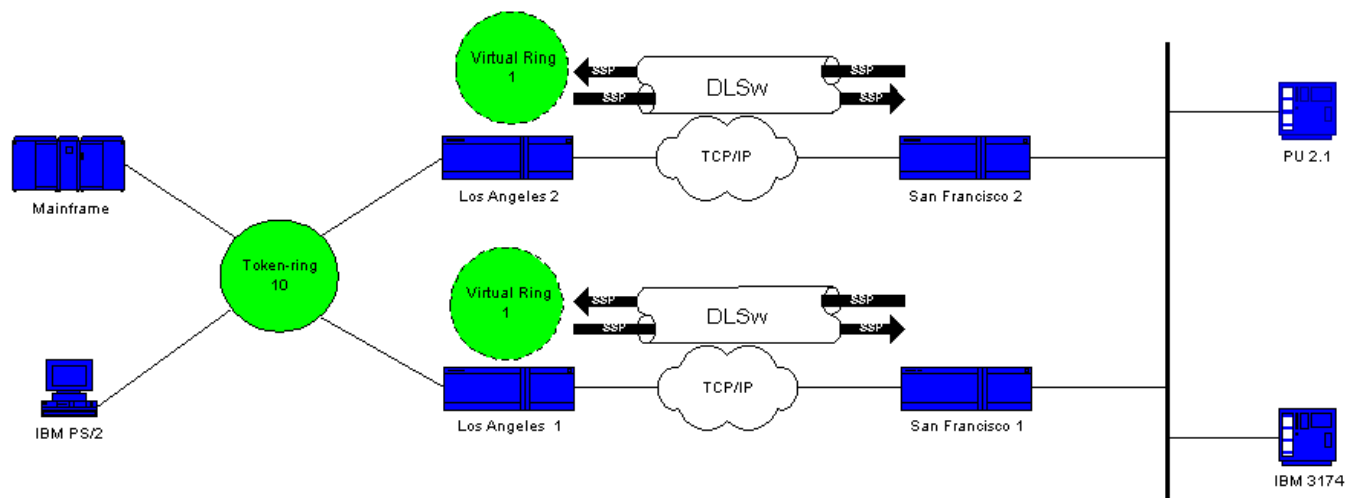 Virtual Ring
1
SSP
SSP
DLSw
SSP
SSP
TCP/IP
Mainframe
Los Angeles 2
San Francisco 2
PU 2.1
Token-ring
10
Virtual Ring
1
SSP
SSP
DLSw
SSP
SSP
TCP/IP
IBM PS/2
Los Angeles 1
San Francisco 1
IBM 3174